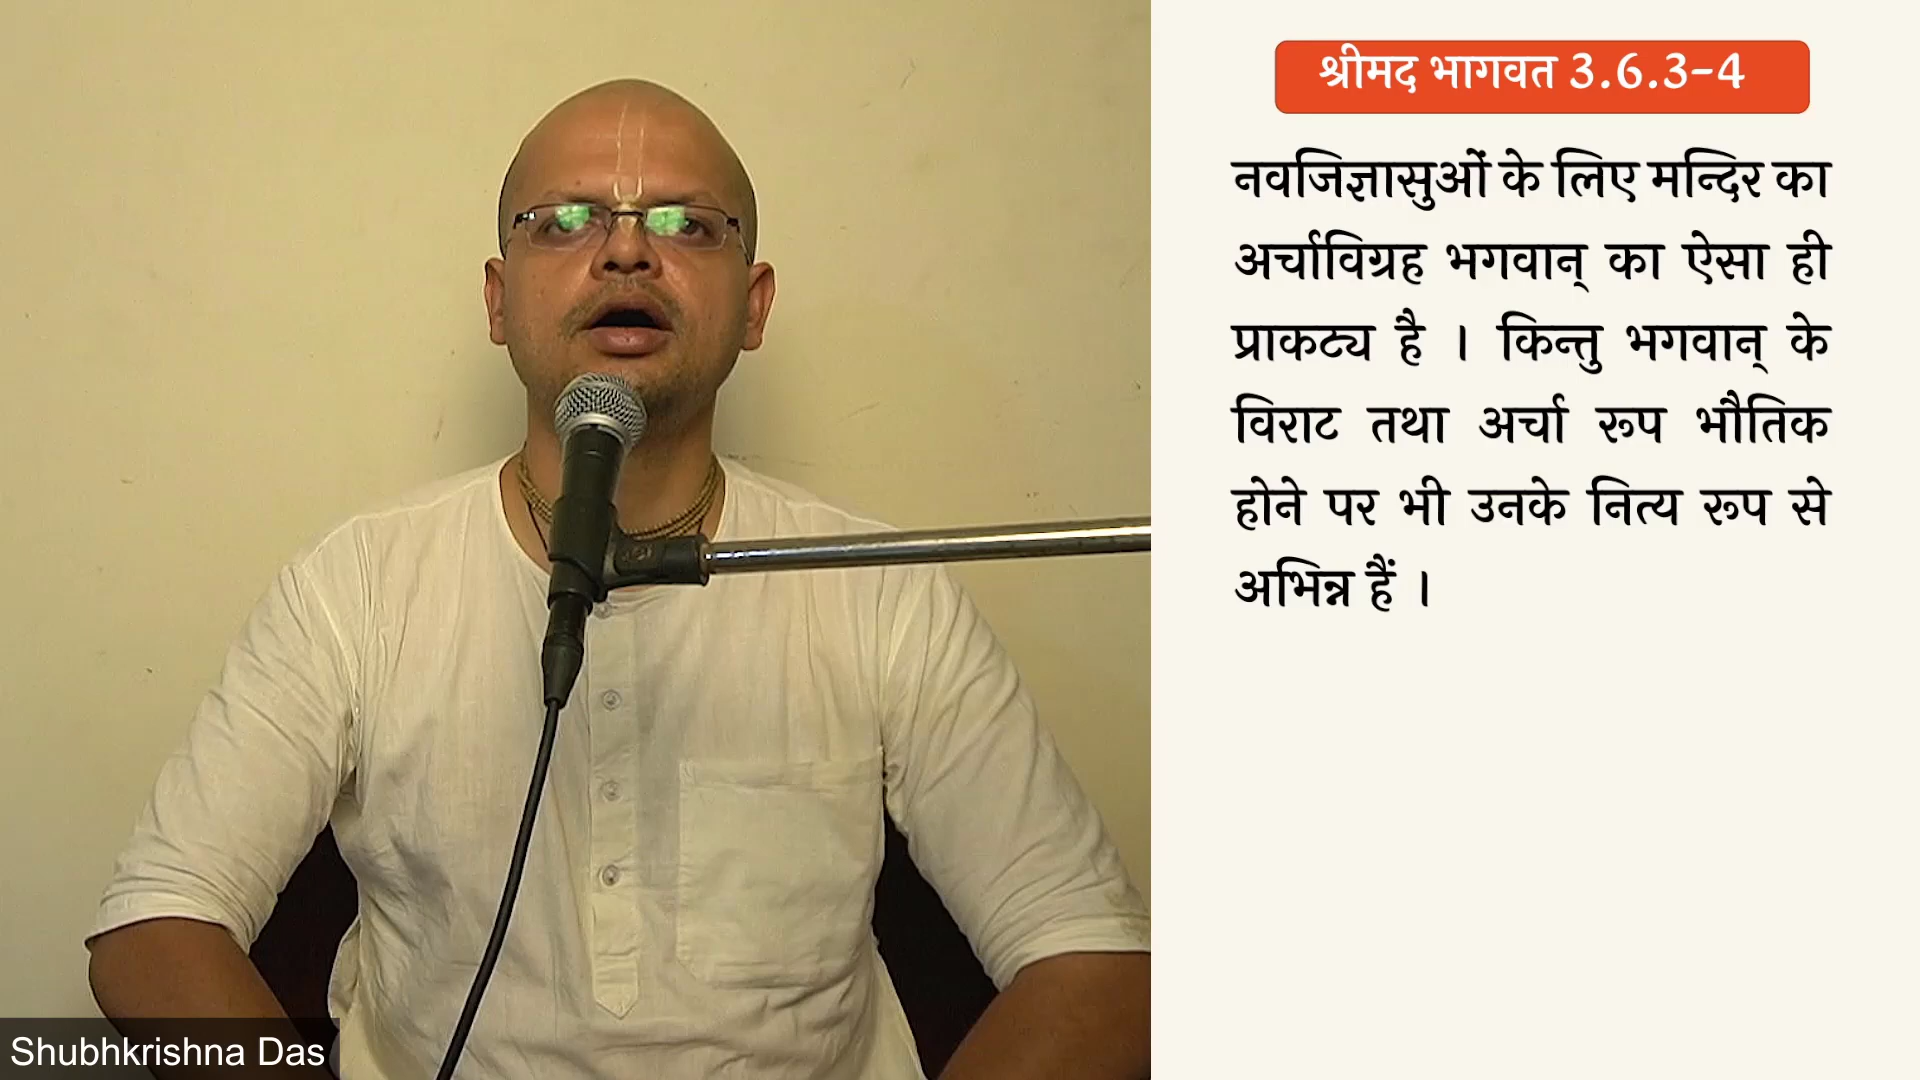 श्रीमद भागवत 3.6.3-4
नवजिज्ञासुओं के लिए मन्दिर का
अर्चाविग्रह भगवान् का ऐसा ही
प्राकट्य है । किन्तु भगवान् के
विराट तथा अर्चा रूप भौतिक
होने पर भी उनके नित्य रूप से
अभिन्न हैं ।
Shubhkrishna Das